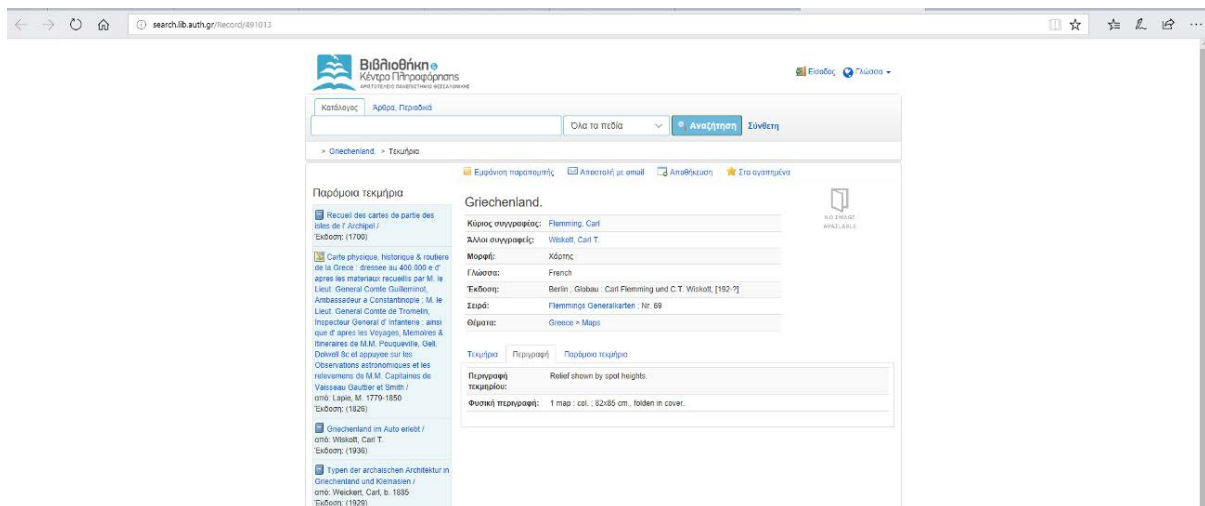 search.lib.auth.gr/Record/491013
Βιβλιοθήκη
Κέντρο Πληροφόρησης
ΑΡΙΣΤΟΤΕΛΕΙΟ ΠΑΝΕΠΙΣΤΗΜΙΟ ΘΕΣΣΑΛΟΝΙΚΗΣ
Είσοδος Γλώσσα
Κατάλογος Άρθρα, Περιοδικά
Όλα τα πεδία Αναζήτηση Σύνθετη
> Griechenland. > Τεκμήρια
Εμφάνιση παραπομπής Αποστολή με email Αποθήκευση Στα αγαπημένα
Παρόμοια τεκμήρια
Recueil des cartes de partie des
isles de l' Archipel /
Έκδοση: (1700)
Carte physique, historique & routiere
de la Grece : dressee au 400.000 e d'
apres les materiaux recueillis par M. le
Lieut. General Comte Guilleminot,
Ambassadeur a Constantinople ; M. le
Lieut. General Comte de Tromelin,
Inspecteur General d' Infanterie : ainsi
que d' apres les Voyages, Memoires &
Itineraires de M.M. Pouqueville, Gell,
Dolwell &c et appuyee sur les
Observations astronomiques et les
relevemens de M.M. Capitaines de
Vaisseau Gauttier et Smith /
από: Lapie, M. 1779-1850
Έκδοση: (1826)
Griechenland im Auto erlebt /
από: Wiskott, Carl T.
Έκδοση: (1936)
Typen der archaischen Architektur in
Griechenland und Kleinasien /
από: Weickert, Carl, b. 1885
Έκδοση: (1929)
Griechenland.
Κύριος συγγραφέας: Flemming, Carl
Άλλοι συγγραφείς: Wiskott, Carl T.
Μορφή: Χάρτης
Γλώσσα: French
Έκδοση: Berlin ; Globau : Carl Flemming und C.T. Wiskott, [192-?]
Σειρά: Flemmings Generalkarten ; Nr. 69
Θέματα: Greece > Maps
NO IMAGE
AVAILABLE
Τεκμήρια Περιγραφή Παρόμοια τεκμήρια
Περιγραφή Relief shown by spot heights.
τεκμηρίου:
Φυσική περιγραφή: 1 map : col. ; 82x85 cm., folden in cover.